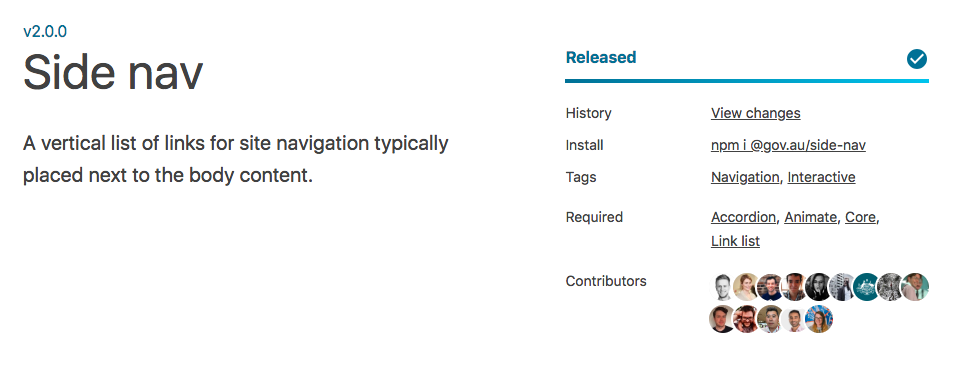 v2.0.0
Side nav
A vertical list of links for site navigation typically
placed next to the body content.
Released
History View changes
Install npm i @gov.au/side-nav
Tags Navigation, Interactive
Required Accordion, Animate, Core,
Link list
Contributors